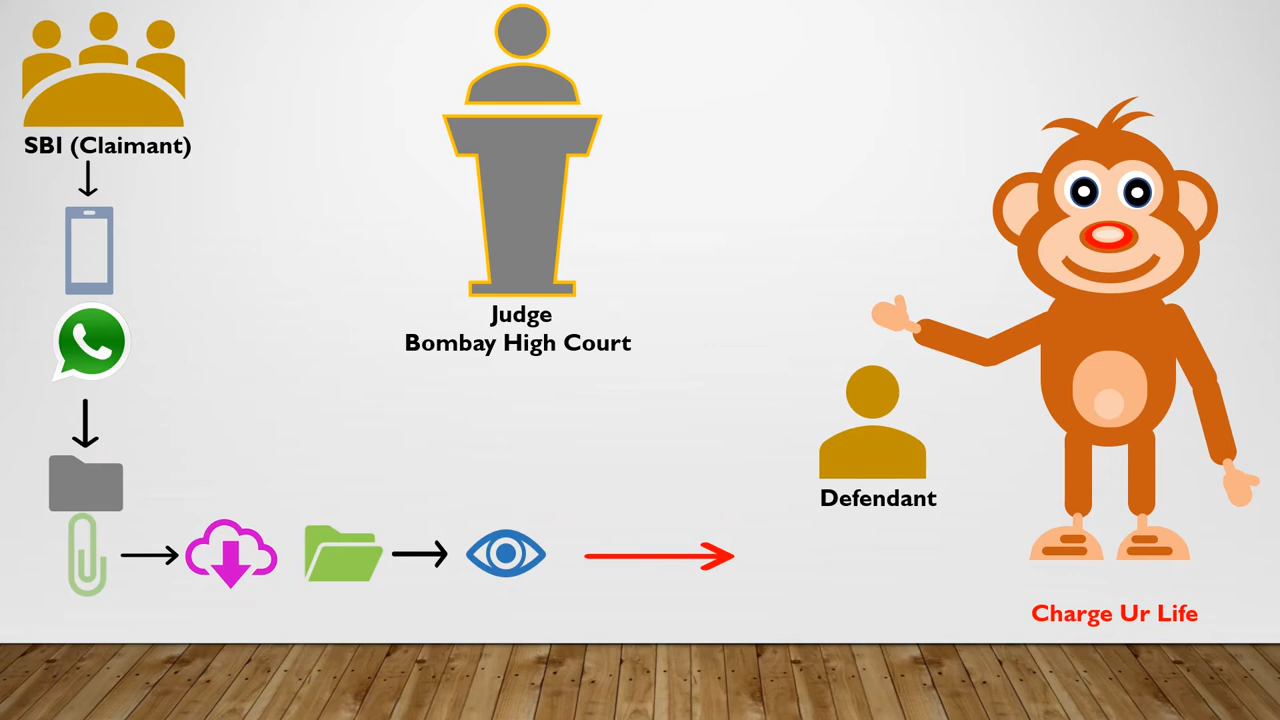 SBI (Claimant)
Judge
Bombay High Court
Defendant
Charge Ur Life